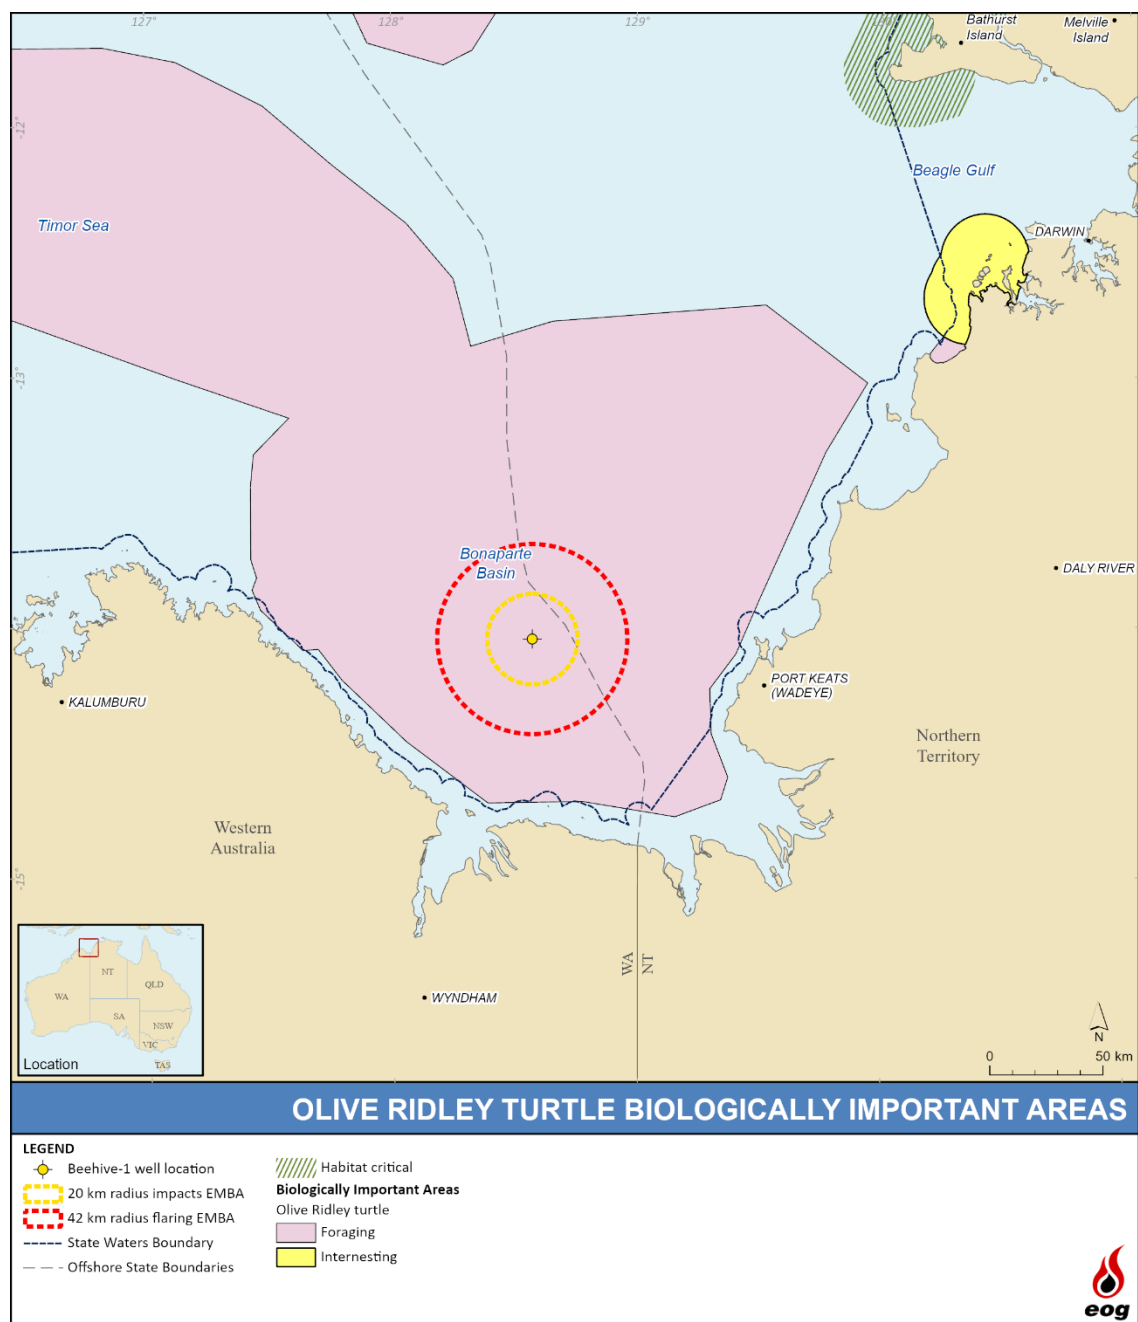 127°
128°
129°
130°
Bathurst
Island
Melville
Island
-12°
Beagle Gulf
Timor Sea
DARWIN
-13°
Bonaparte
Basin
DALY RIVER
PORT KEATS
(WADEYE)
KALUMBURU
Northern
Territory
Western
Australia
-15°
WA
NT
WYNDHAM
WA
NT
QLD
SA
NSW
VIC
TAS
Location
N
0
50 km
OLIVE RIDLEY TURTLE BIOLOGICALLY IMPORTANT AREAS
LEGEND
Beehive-1 well location
20 km radius impacts EMBA
42 km radius flaring EMBA
State Waters Boundary
Offshore State Boundaries
Habitat critical
Biologically Important Areas
Olive Ridley turtle
Foraging
Internesting
eog